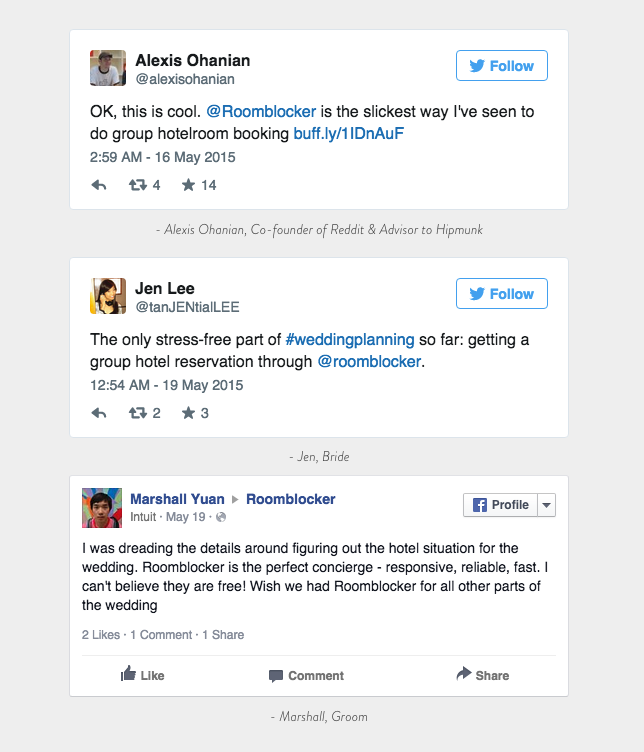 Alexis Ohanian
@alexisohanian
Follow
OK, this is cool. @Roomblocker is the slickest way I've seen to
do group hotelroom booking buff.ly/1IDnAuF
2:59 AM - 16 May 2015
4 14
- Alexis Ohanian, Co-founder of Reddit & Advisor to Hipmunk
Jen Lee
@tanJENtialLEE
Follow
The only stress-free part of #weddingplanning so far: getting a
group hotel reservation through @roomblocker.
12:54 AM - 19 May 2015
2 3
- Jen, Bride
Marshall Yuan Roomblocker
Intuit · May 19 ·
Profile
I was dreading the details around figuring out the hotel situation for the
wedding. Roomblocker is the perfect concierge - responsive, reliable, fast. I
can't believe they are free! Wish we had Roomblocker for all other parts of
the wedding
2 Likes · 1 Comment · 1 Share
Like Comment Share
- Marshall, Groom